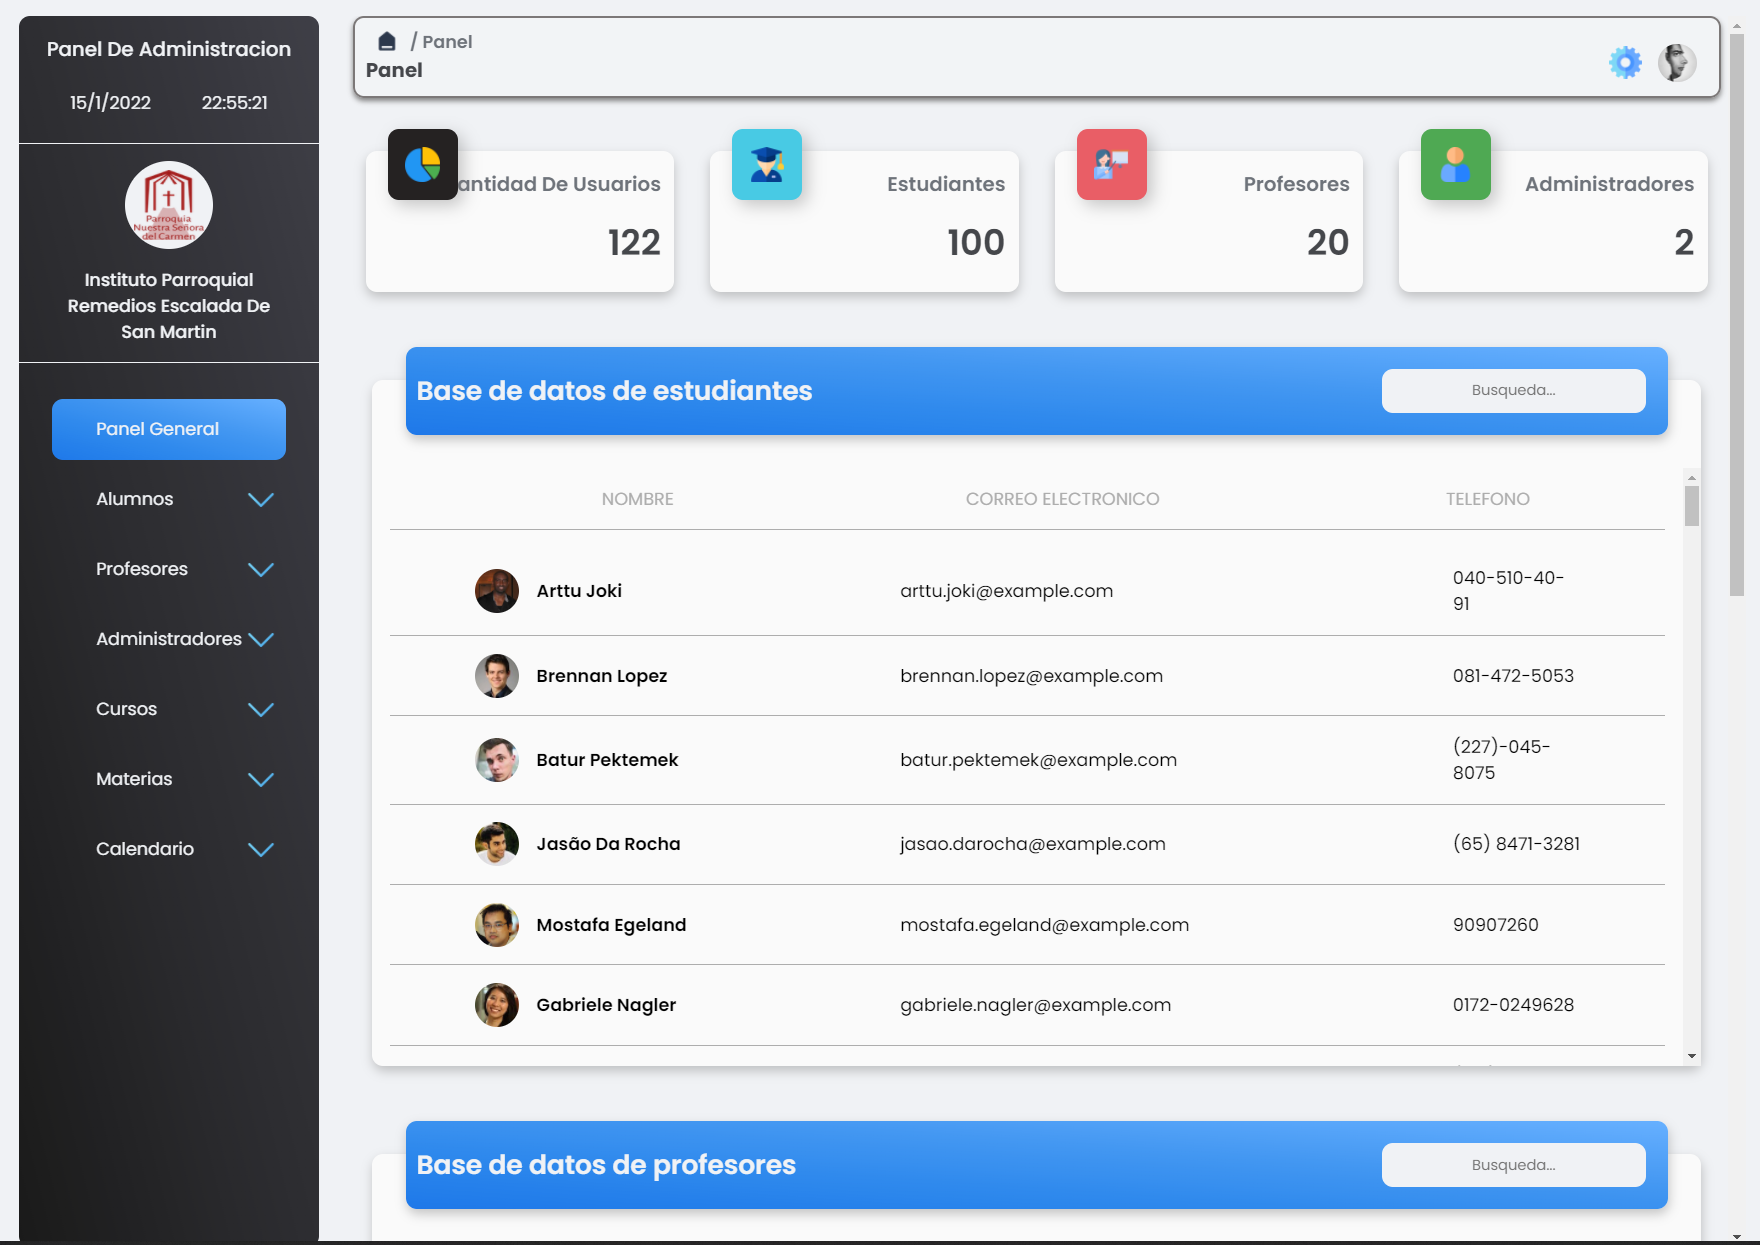 Panel De Administracion
15/1/2022 22:55:21
Parroquia
Nuestra Señora
del Carmen
Instituto Parroquial
Remedios Escalada De
San Martin
Panel General
Alumnos
Profesores
Administradores
Cursos
Materias
Calendario
/ Panel
Panel
antidad De Usuarios
122
Estudiantes
100
Profesores
20
Administradores
2
Base de datos de estudiantes
Busqueda...
NOMBRE CORREO ELECTRONICO TELEFONO
Arttu Joki arttu.joki@example.com 040-510-40-
91
Brennan Lopez brennan.lopez@example.com 081-472-5053
Batur Pektemek batur.pektemek@example.com (227)-045-
8075
Jasão Da Rocha jasao.darocha@example.com (65) 8471-3281
Mostafa Egeland mostafa.egeland@example.com 90907260
Gabriele Nagler gabriele.nagler@example.com 0172-0249628
Base de datos de profesores
Busqueda...